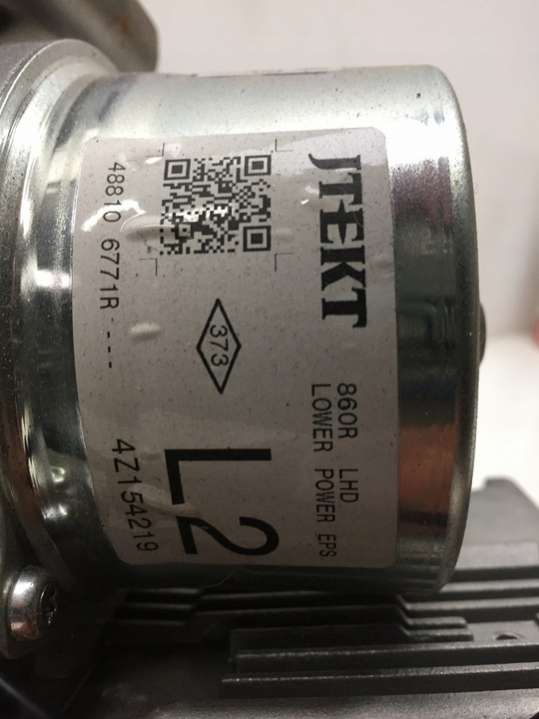 JTEKT
860R LHD
LOWER POWER EPS
373
L2
48810 6771R ----
4Z154219